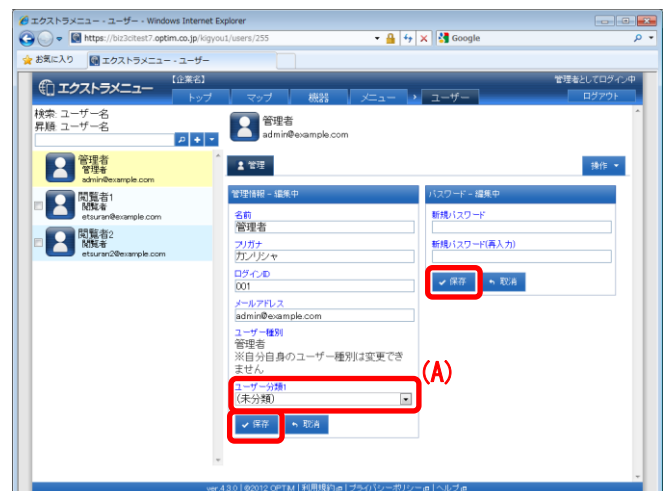 エクストラメニュー - ユーザー - Windows Internet Explorer
https://biz3citest7.optim.co.jp/kigyou1/users/255
Google
お気に入り
エクストラメニュー - ユーザー
エクストラメニュー
【企業名】
管理者としてログイン中
トップ
マップ
機器
メニュー
ユーザー
ログアウト
検索: ユーザー名
昇順: ユーザー名
管理者
管理者
admin@example.com
閲覧者1
閲覧者
etsuran@example.com
閲覧者2
閲覧者
etsuran2@example.com
管理者
admin@example.com
管理
操作
管理情報 - 編集中
名前
管理者
フリガナ
カンリシャ
ログインID
001
メールアドレス
admin@example.com
ユーザー種別
管理者
※自分自身のユーザー種別は変更でき
ません
ユーザー分類1
(未分類)
(A)
保存
取消
パスワード - 編集中
新規パスワード
新規パスワード(再入力)
保存
取消
ver 4.3.0 | ©2012 OPTiM | 利用規約 | プライバシーポリシー | ヘルプ